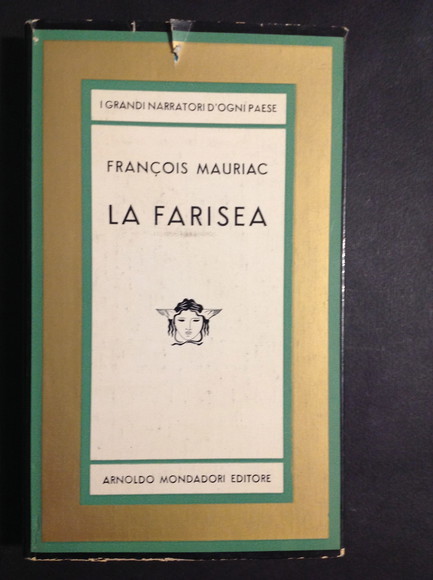 I GRANDI NARRATORI D'OGNI PAESE
FRANÇOIS MAURIAC
LA FARISEA
ARNOLDO MONDADORI EDITORE